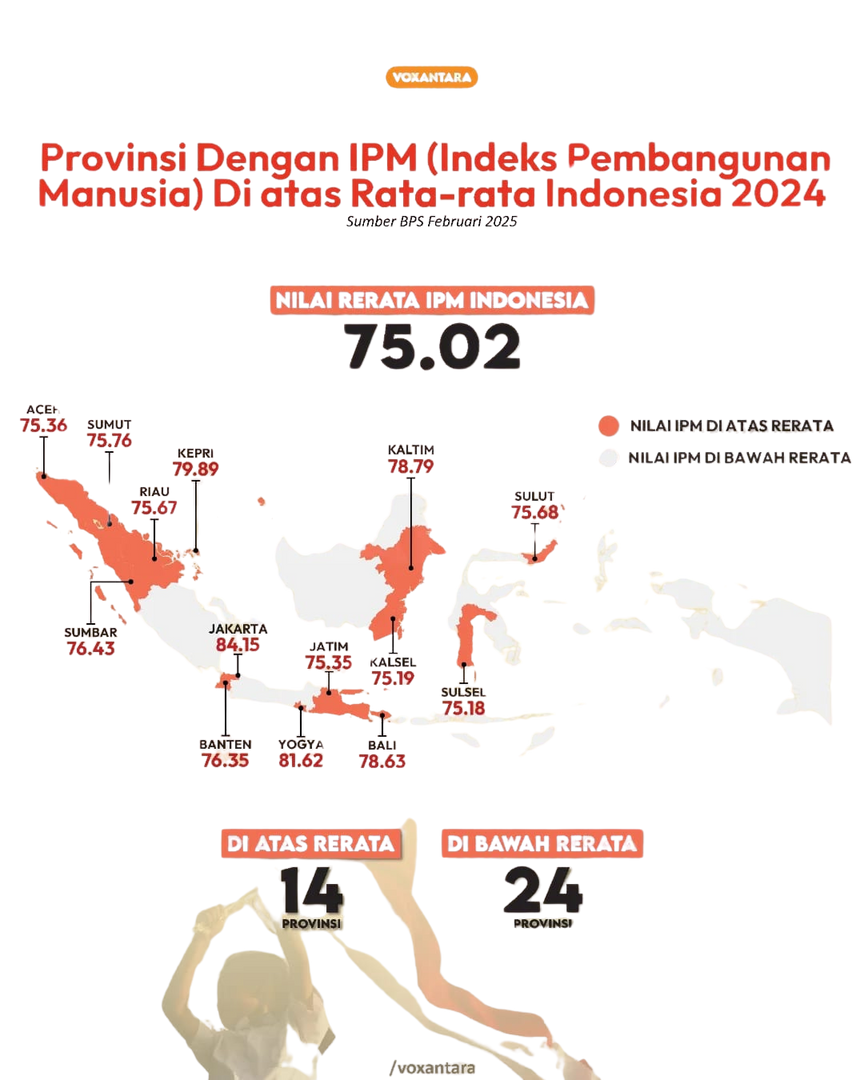 VOXANTARA
Provinsi Dengan IPM (Indeks Pembangunan
Manusia) Di atas Rata-rata Indonesia 2024
Sumber BPS Februari 2025
NILAI RERATA IPM INDONESIA
75.02
NILAI IPM DI ATAS RERATA
NILAI IPM DI BAWAH RERATA
ACEH
75.36
SUMUT
75.76
KEPRI
79.89
RIAU
75.67
KALTIM
78.79
SULUT
75.68
SUMBAR
76.43
JAKARTA
84.15
JATIM
75.35
KALSEL
75.19
SULSEL
75.18
BANTEN
76.35
YOGYA
81.62
BALI
78.63
DI ATAS RERATA
14
PROVINSI
DI BAWAH RERATA
24
PROVINSI
/voxantara